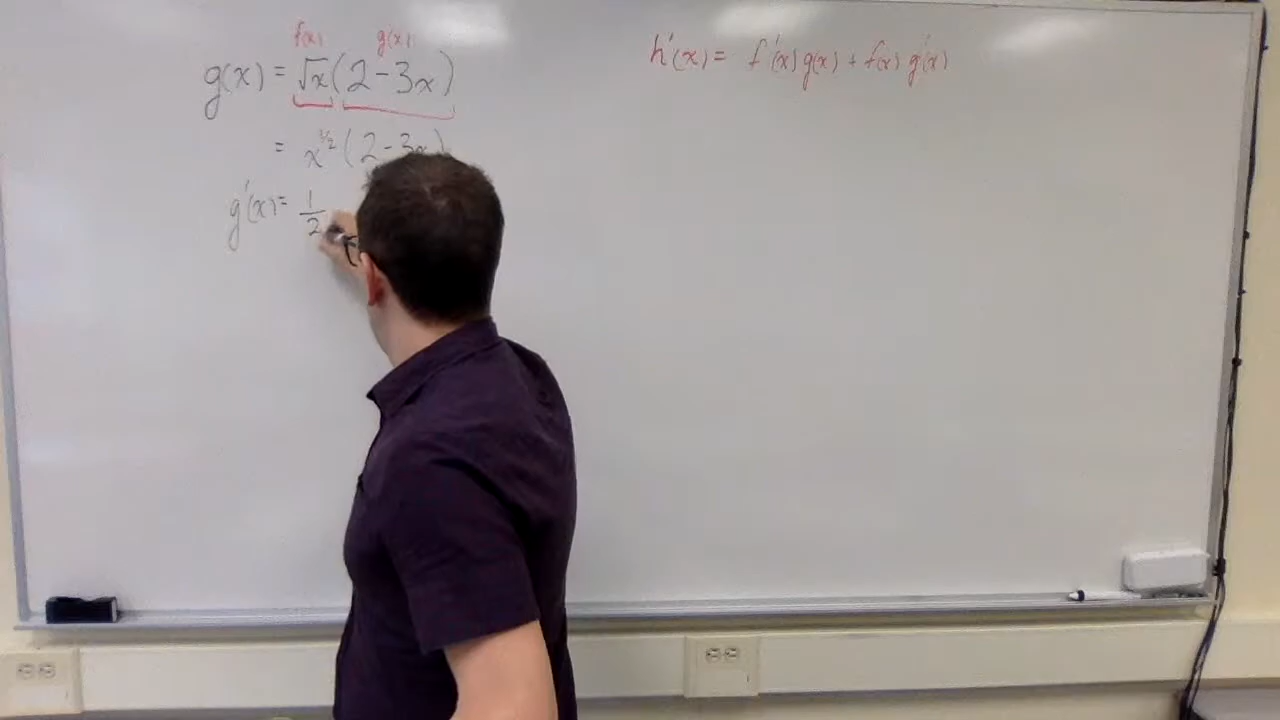 f(x) g(x)
g(x) = √x (2 - 3x)
= x^1/2 (2 - 3x)
g'(x) = 1/2
h'(x) = f'(x) g(x) + f(x) g'(x)